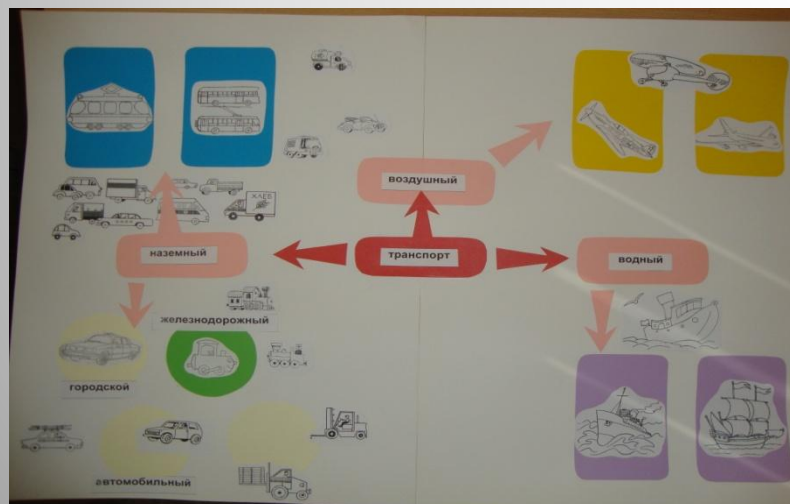 ХЛЕБ
воздушный
наземный
транспорт
водный
железнодорожный
городской
автомобильный